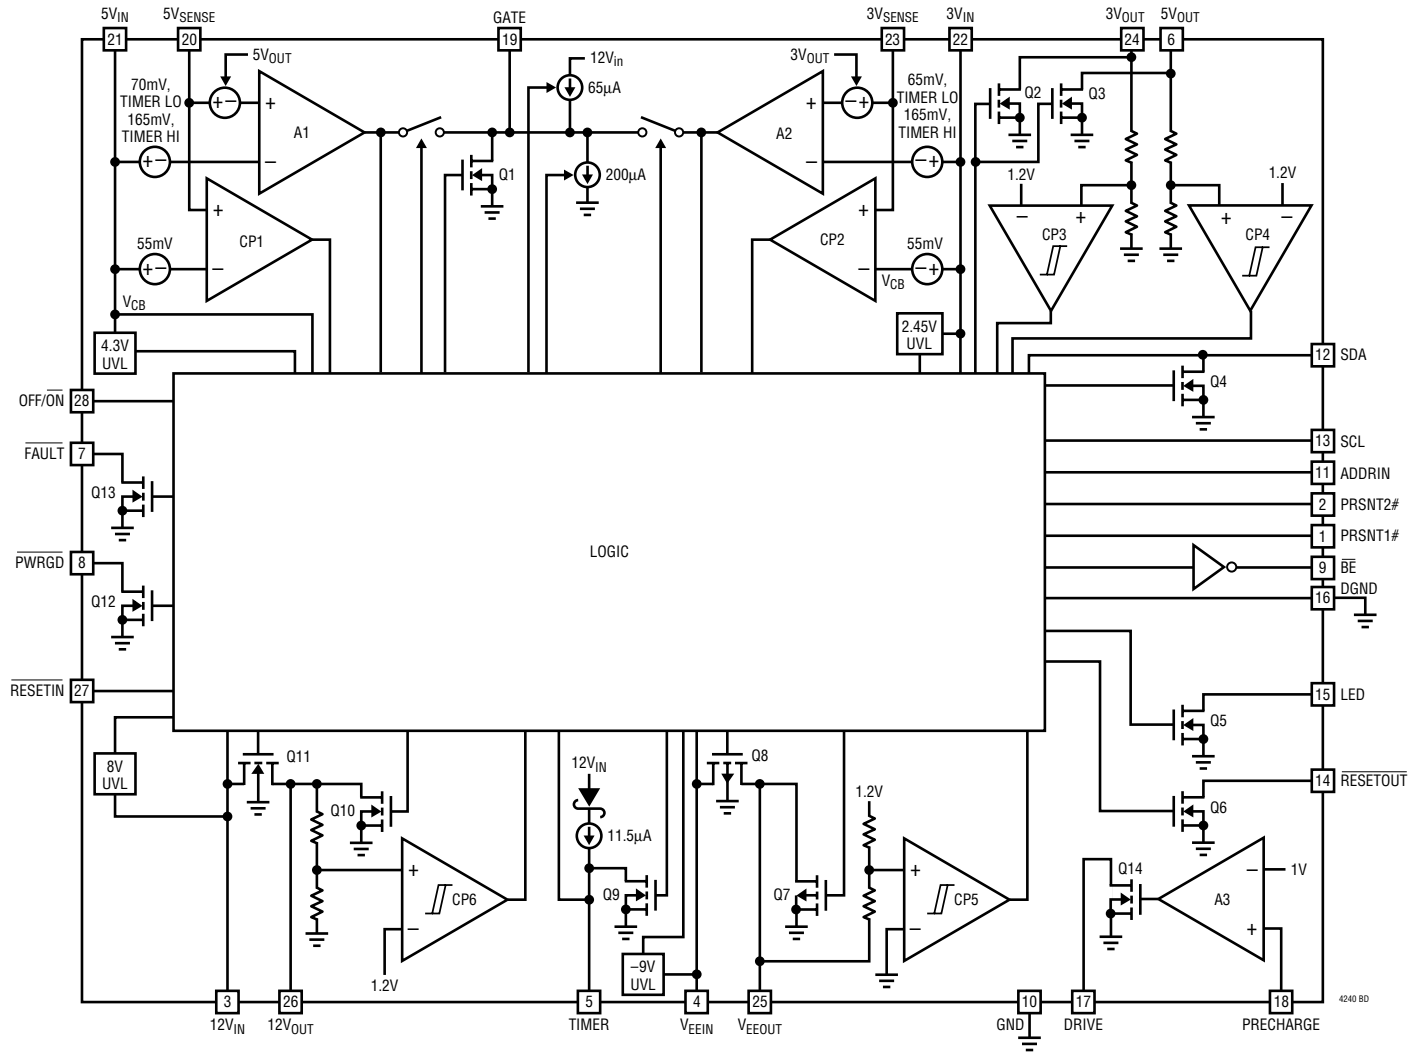 5VIN
5VSENSE
GATE
3VSENSE
3VIN
3VOUT
5VOUT
21
20
19
23
22
24
6
5VOUT
12Vin
3VOUT
70mV,
TIMER LO
165mV,
TIMER HI
+ −
+
A1
−
65µA
+
A2
−
− +
65mV,
TIMER LO
165mV,
TIMER HI
Q2
Q3
+ −
Q1
200µA
− +
1.2V
1.2V
+
CP1
−
55mV
+ −
+
CP2
−
55mV
− +
− +
CP3
+ −
CP4
VCB
VCB
4.3V
UVL
2.45V
UVL
12 SDA
Q4
OFF/ON 28
13 SCL
FAULT 7
11 ADDRIN
Q13
2 PRSNT2#
1 PRSNT1#
LOGIC
PWRGD 8
9 BE
DGND
16
Q12
RESETIN 27
15 LED
Q5
8V
UVL
Q11
12VIN
Q8
14 RESETOUT
Q10
11.5µA
1.2V
Q6
+
CP6
−
1.2V
Q9
Q7
+
CP5
−
Q14
−
1V
A3
+
−9V
UVL
3
26
5
4
25
10
17
18
4240 BD
12VIN
12VOUT
TIMER
VEEIN
VEEOUT
GND
DRIVE
PRECHARGE